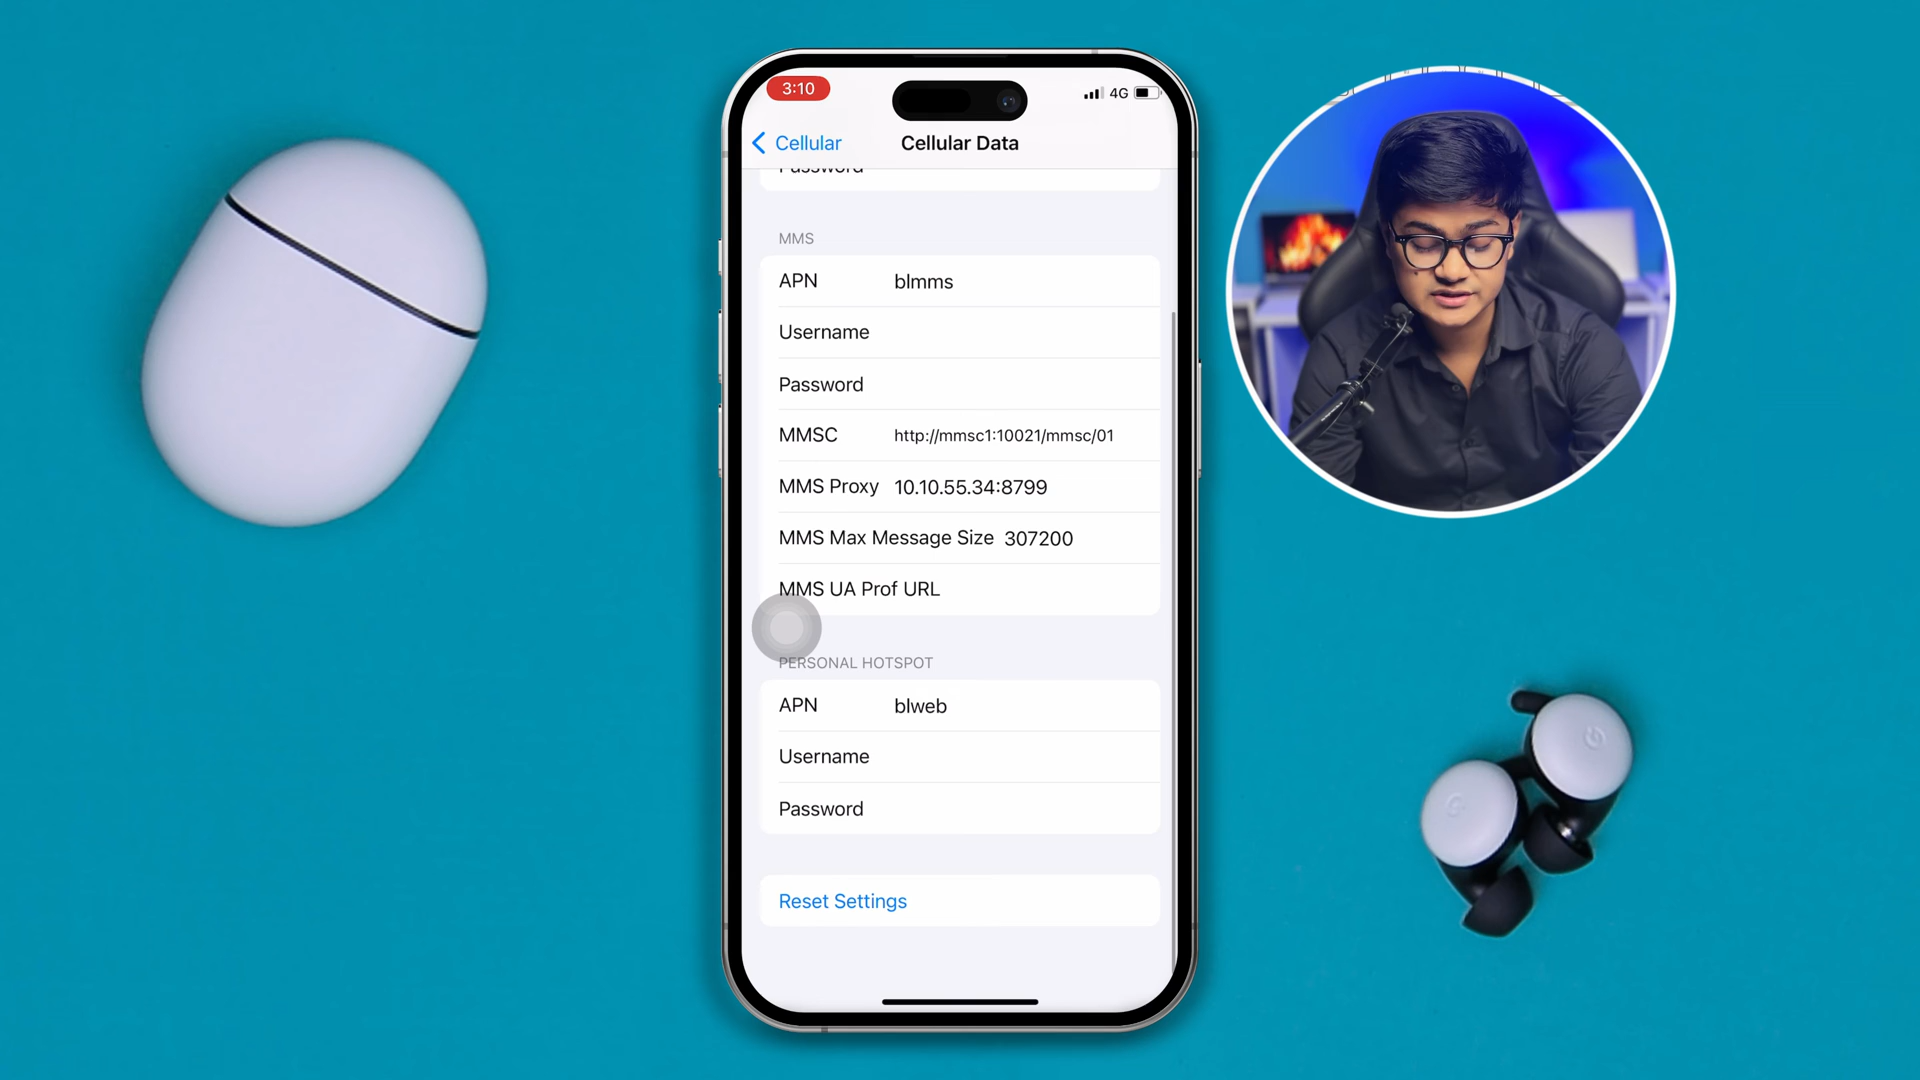 3:10
4G
Cellular
Cellular Data
Password
MMS
APN blmms
Username
Password
MMSC http://mmsc1:10021/mmsc/01
MMS Proxy 10.10.55.34:8799
MMS Max Message Size 307200
MMS UA Prof URL
PERSONAL HOTSPOT
APN blweb
Username
Password
Reset Settings